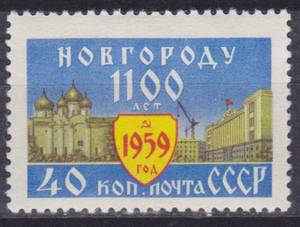 НОВГОРОДУ
1100
ЛЕТ
1959
ГОД
40 КОП. ПОЧТА СССР